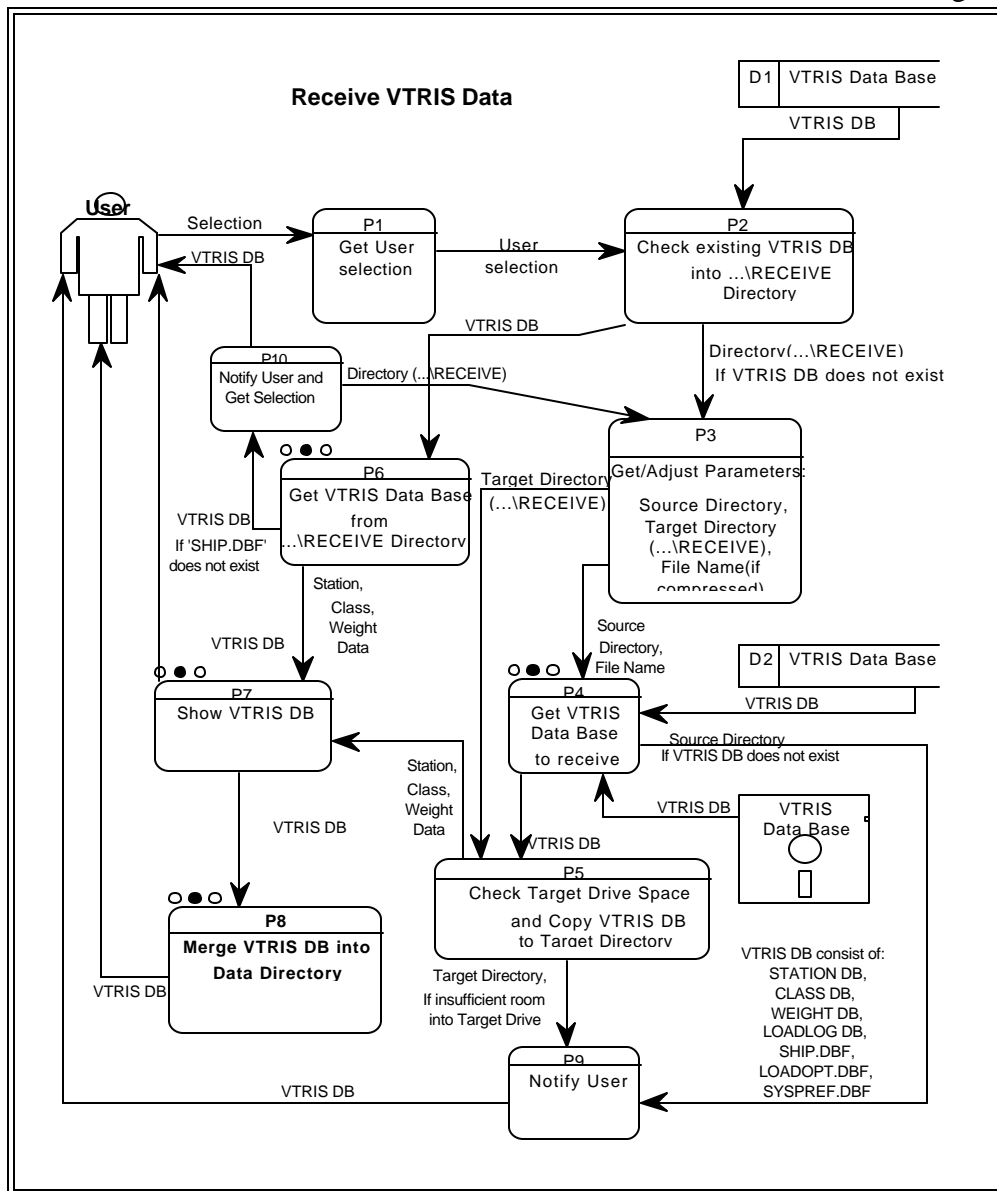 Receive VTRIS Data
D1 VTRIS Data Base
VTRIS DB
User
Selection
P1
Get User
selection
User
selection
P2
Check existing VTRIS DB
into ...\RECEIVE
Directory
VTRIS DB
VTRIS DB
P10
Notify User and
Get Selection
Directory (...\RECEIVE)
Directory(...\RECEIVE)
If VTRIS DB does not exist
P3
Get/Adjust Parameters:
Source Directory,
Target Directory
(...\RECEIVE),
File Name(if
compressed)
P6
Get VTRIS Data Base
from
...\RECEIVE Directory
Target Directory
(...\RECEIVE)
VTRIS DB
If 'SHIP.DBF'
does not exist
Station,
Class,
Weight
Data
VTRIS DB
Source
Directory,
File Name
D2 VTRIS Data Base
VTRIS DB
P7
Show VTRIS DB
P4
Get VTRIS
Data Base
to receive
Source Directory
If VTRIS DB does not exist
Station,
Class,
Weight
Data
VTRIS DB
VTRIS
Data Base
VTRIS DB
VTRIS DB
P5
Check Target Drive Space
and Copy VTRIS DB
to Target Directory
P8
Merge VTRIS DB into
Data Directory
VTRIS DB
Target Directory,
If insufficient room
into Target Drive
VTRIS DB consist of:
STATION DB,
CLASS DB,
WEIGHT DB,
LOADLOG DB,
SHIP.DBF,
LOADOPT.DBF,
SYSPREF.DBF
P9
Notify User
VTRIS DB